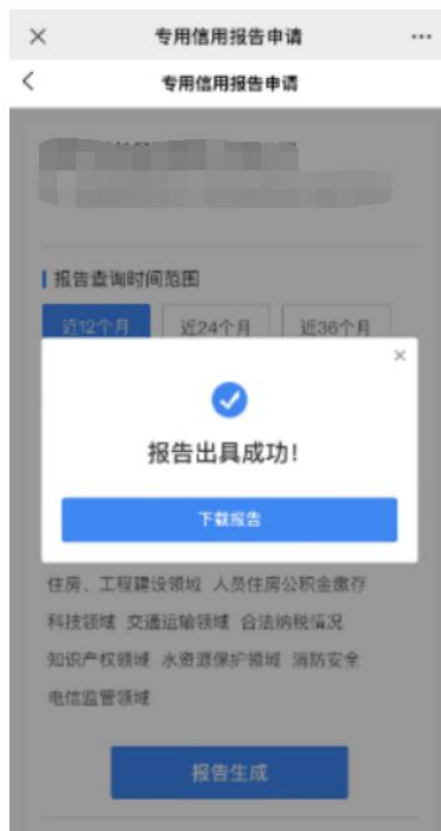 专用信用报告申请
专用信用报告申请
报告查询时间范围
近12个月 近24个月 近36个月
报告出具成功!
下载报告
住房、工程建设领域 人员住房公积金缴存
科技领域 交通运输领域 合法纳税情况
知识产权领域 水资源保护领域 消防安全
电信监管领域
报告生成